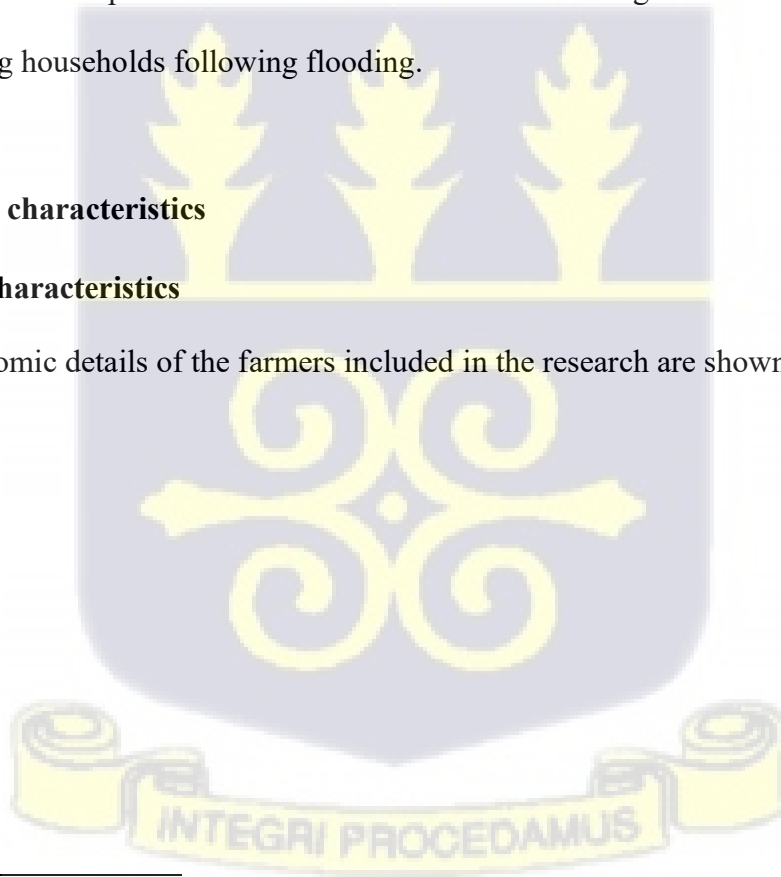 g households following flooding.
characteristics
haracteristics
omic details of the farmers included in the research are shown
INTEGRI PROCEDAMUS